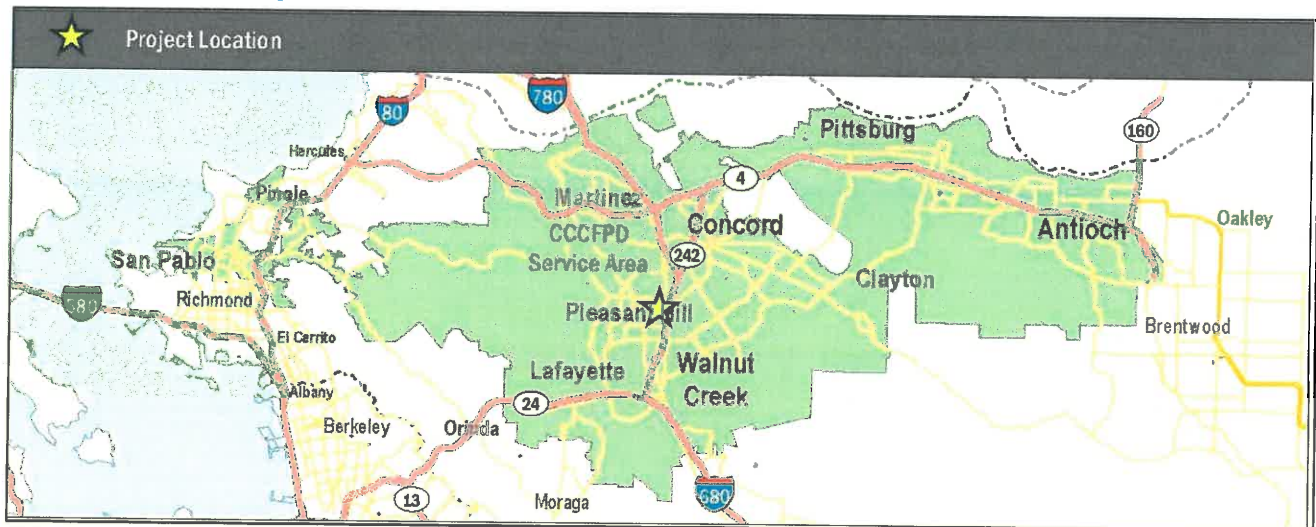 Project Location
80
780
160
Hercules
Pittsburg
4
Pinole
Martinez
Concord
Oakley
CCCFPD
Service Area
Antioch
San Pablo
242
Richmond
Clayton
680
Pleasant Hill
El Cerrito
Brentwood
Lafayette
Walnut
Creek
Albany
24
Berkeley
Orinda
13
Moraga
680